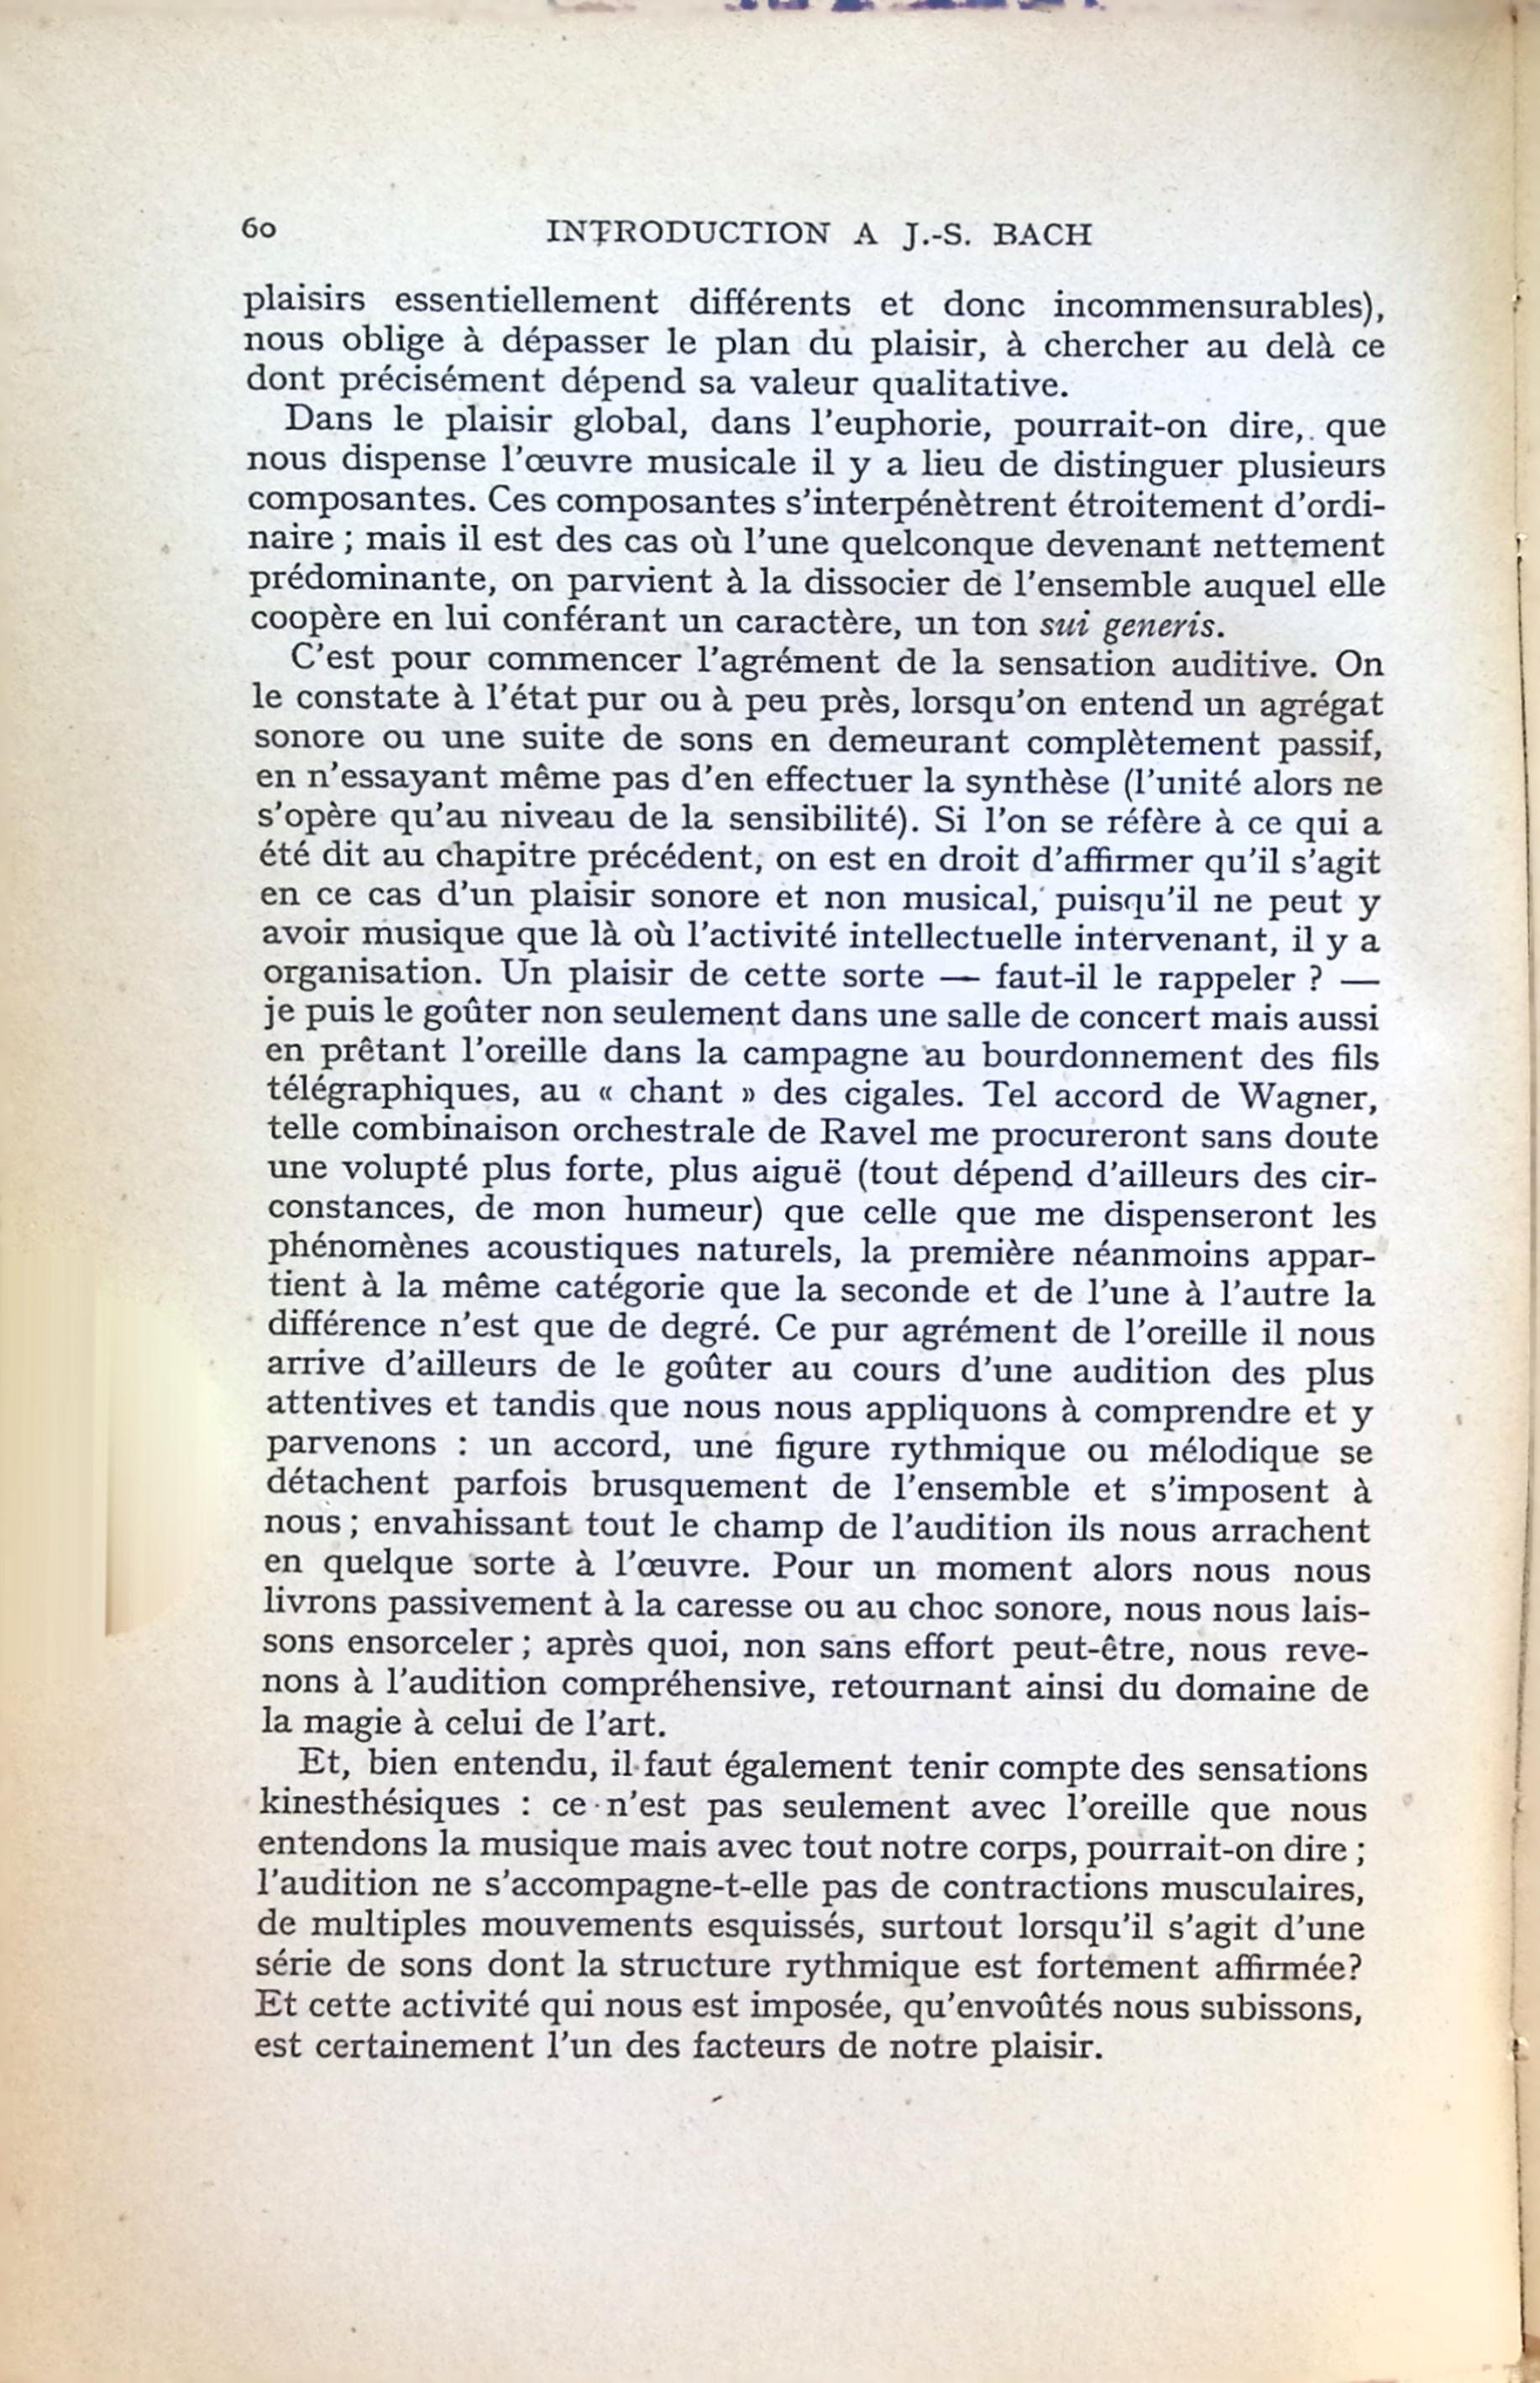 60
INTRODUCTION A J.-S. BACH
plaisirs essentiellement différents et donc incommensurables),
nous oblige à dépasser le plan du plaisir, à chercher au delà ce
dont précisément dépend sa valeur qualitative.
Dans le plaisir global, dans l'euphorie, pourrait-on dire, que
nous dispense l'œuvre musicale il y a lieu de distinguer plusieurs
composantes. Ces composantes s'interpénètrent étroitement d'ordi-
naire ; mais il est des cas où l'une quelconque devenant nettement
prédominante, on parvient à la dissocier de l'ensemble auquel elle
coopère en lui conférant un caractère, un ton sui generis.
C'est pour commencer l'agrément de la sensation auditive. On
le constate à l'état pur ou à peu près, lorsqu'on entend un agrégat
sonore ou une suite de sons en demeurant complètement passif,
en n'essayant même pas d'en effectuer la synthèse (l'unité alors ne
s'opère qu'au niveau de la sensibilité). Si l'on se réfère à ce qui a
été dit au chapitre précédent, on est en droit d'affirmer qu'il s'agit
en ce cas d'un plaisir sonore et non musical, puisqu'il ne peut y
avoir musique que là où l'activité intellectuelle intervenant, il y a
organisation. Un plaisir de cette sorte — faut-il le rappeler ? —
je puis le goûter non seulement dans une salle de concert mais aussi
en prêtant l'oreille dans la campagne au bourdonnement des fils
télégraphiques, au « chant » des cigales. Tel accord de Wagner,
telle combinaison orchestrale de Ravel me procureront sans doute
une volupté plus forte, plus aiguë (tout dépend d'ailleurs des cir-
constances, de mon humeur) que celle que me dispenseront les
phénomènes acoustiques naturels, la première néanmoins appar-
tient à la même catégorie que la seconde et de l'une à l'autre la
différence n'est que de degré. Ce pur agrément de l'oreille il nous
arrive d'ailleurs de le goûter au cours d'une audition des plus
attentives et tandis que nous nous appliquons à comprendre et y
parvenons : un accord, une figure rythmique ou mélodique se
détachent parfois brusquement de l'ensemble et s'imposent à
nous ; envahissant tout le champ de l'audition ils nous arrachent
en quelque sorte à l'œuvre. Pour un moment alors nous nous
livrons passivement à la caresse ou au choc sonore, nous nous lais-
sons ensorceler ; après quoi, non sans effort peut-être, nous reve-
nons à l'audition compréhensive, retournant ainsi du domaine de
la magie à celui de l'art.
Et, bien entendu, il faut également tenir compte des sensations
kinesthésiques : ce n'est pas seulement avec l'oreille que nous
entendons la musique mais avec tout notre corps, pourrait-on dire ;
l'audition ne s'accompagne-t-elle pas de contractions musculaires,
de multiples mouvements esquissés, surtout lorsqu'il s'agit d'une
série de sons dont la structure rythmique est fortement affirmée?
Et cette activité qui nous est imposée, qu'envoûtés nous subissons,
est certainement l'un des facteurs de notre plaisir.